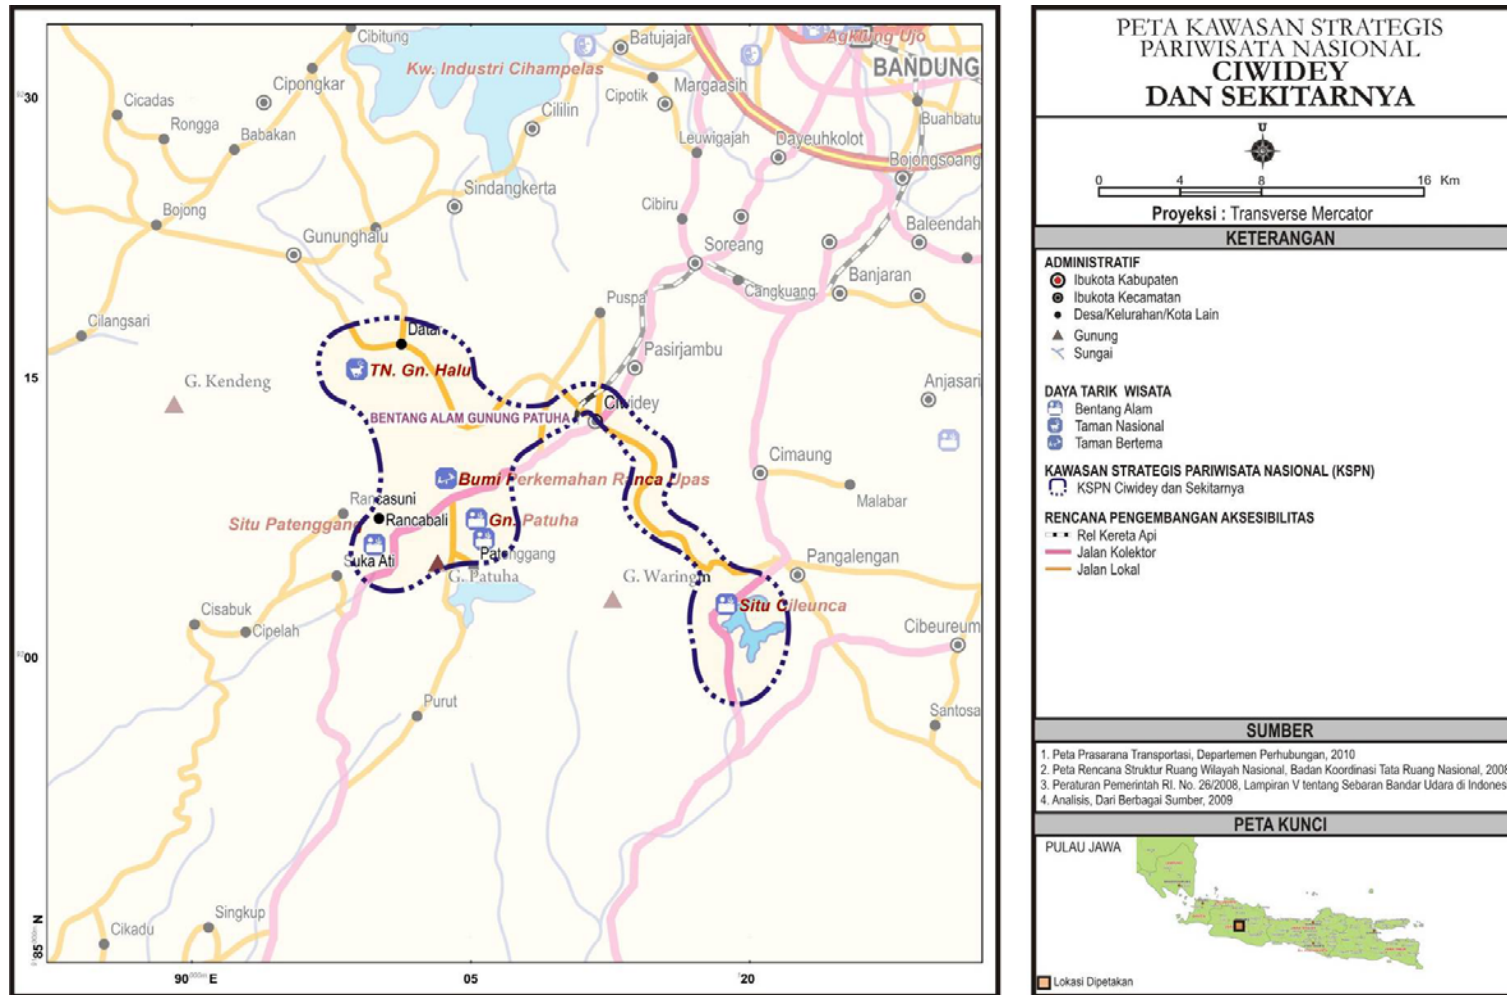 Cibitung
Batujajar
Agklung Ujo
Kw. Industri Cihampelas
BANDUNG
Cipongkar
Cipotik
Margaasih
30
Cicadas
Cililin
Buahbatu
Rongga
Babakan
Leuwigajah
Dayeuhkolot
Bojongsoang
Sindangkerta
Bojong
Cibiru
Baleendah
Gununghalu
Soreang
Banjaran
Cangkuang
Puspa
Cilangsari
Datar
Pasirjambu
15
TN. Gn. Halu
G. Kendeng
Anjasari
BENTANG ALAM GUNUNG PATUHA
Ciwidey
Cimaung
Bumi Perkemahan Ranca Upas
Malabar
Rancasuni
Situ Patenggang
Rancabali
Gn. Patuha
Suka Ati
Patenggang
Pangalengan
G. Patuha
G. Waringin
Situ Cileunca
Cisabuk
Cipelah
Cibeureum
00
Purut
Santosa
Singkup
Cikadu
N
85
90 E
05
20
PETA KAWASAN STRATEGIS
PARIWISATA NASIONAL
CIWIDEY
DAN SEKITARNYA
U
0 4 8 16 Km
Proyeksi : Transverse Mercator
KETERANGAN
ADMINISTRATIF
Ibukota Kabupaten
Ibukota Kecamatan
Desa/Kelurahan/Kota Lain
Gunung
Sungai
DAYA TARIK WISATA
Bentang Alam
Taman Nasional
Taman Bertema
KAWASAN STRATEGIS PARIWISATA NASIONAL (KSPN)
KSPN Ciwidey dan Sekitarnya
RENCANA PENGEMBANGAN AKSESIBILITAS
Rel Kereta Api
Jalan Kolektor
Jalan Lokal
SUMBER
1. Peta Prasarana Transportasi, Departemen Perhubungan, 2010
2. Peta Rencana Struktur Ruang Wilayah Nasional, Badan Koordinasi Tata Ruang Nasional, 2008
3. Peraturan Pemerintah RI. No. 26/2008, Lampiran V tentang Sebaran Bandar Udara di Indones
4. Analisis, Dari Berbagai Sumber, 2009
PETA KUNCI
PULAU JAWA
Lokasi Dipetakan